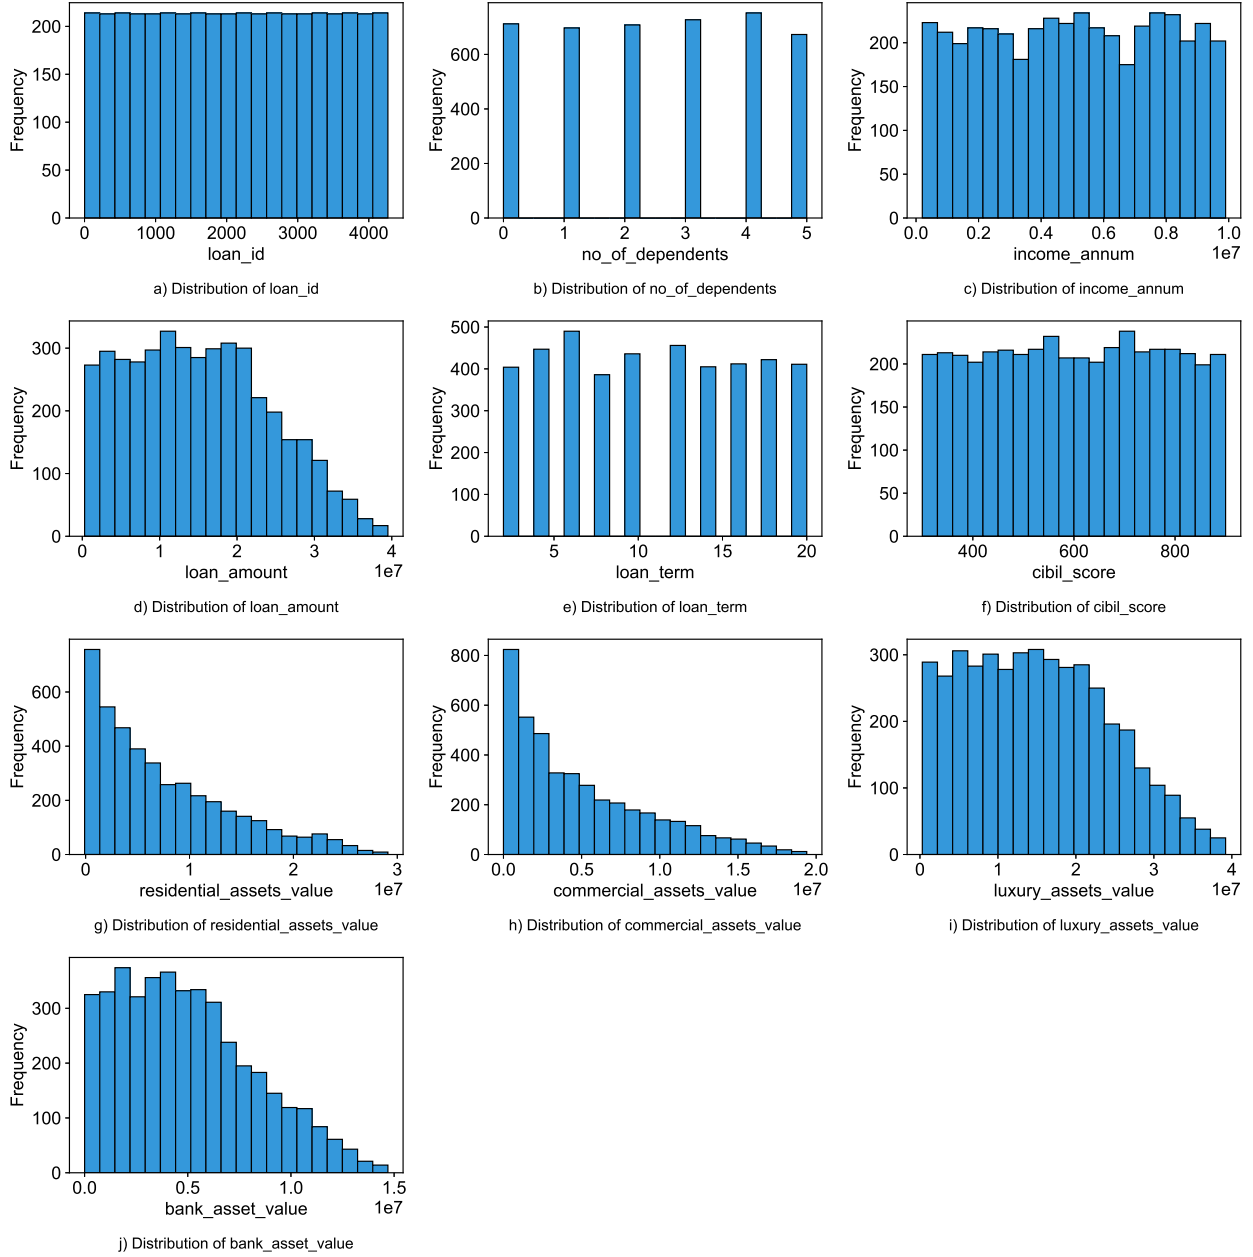 Frequency
200
150
100
50
0
0 1000 2000 3000 4000
loan_id
a) Distribution of loan_id
Frequency
600
400
200
0
0 1 2 3 4 5
no_of_dependents
b) Distribution of no_of_dependents
Frequency
200
150
100
50
0
0.0 0.2 0.4 0.6 0.8 1.0
income_annum
1e7
c) Distribution of income_annum
Frequency
300
200
100
0
0 1 2 3 4
loan_amount
1e7
d) Distribution of loan_amount
Frequency
500
400
300
200
100
0
5 10 15 20
loan_term
e) Distribution of loan_term
Frequency
200
150
100
50
0
400 600 800
cibil_score
f) Distribution of cibil_score
Frequency
600
400
200
0
0 1 2 3
residential_assets_value
1e7
g) Distribution of residential_assets_value
Frequency
800
600
400
200
0
0.0 0.5 1.0 1.5 2.0
commercial_assets_value
1e7
h) Distribution of commercial_assets_value
Frequency
300
200
100
0
0 1 2 3 4
luxury_assets_value
1e7
i) Distribution of luxury_assets_value
Frequency
300
200
100
0
0.0 0.5 1.0 1.5
bank_asset_value
1e7
j) Distribution of bank_asset_value